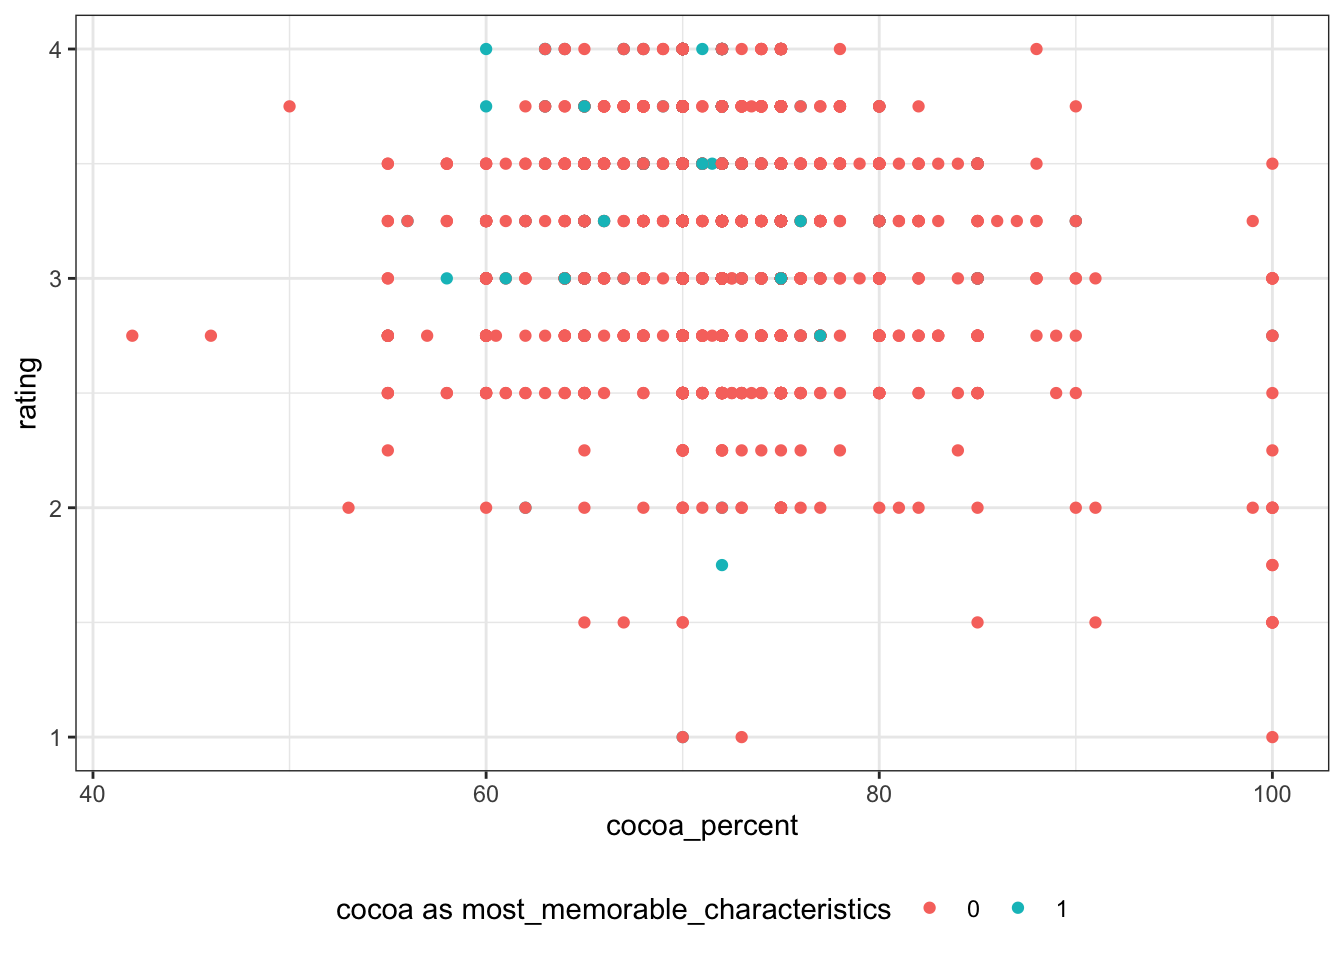 4
3
2
1
rating
40 60 80 100
cocoa_percent
cocoa as most_memorable_characteristics 0 1